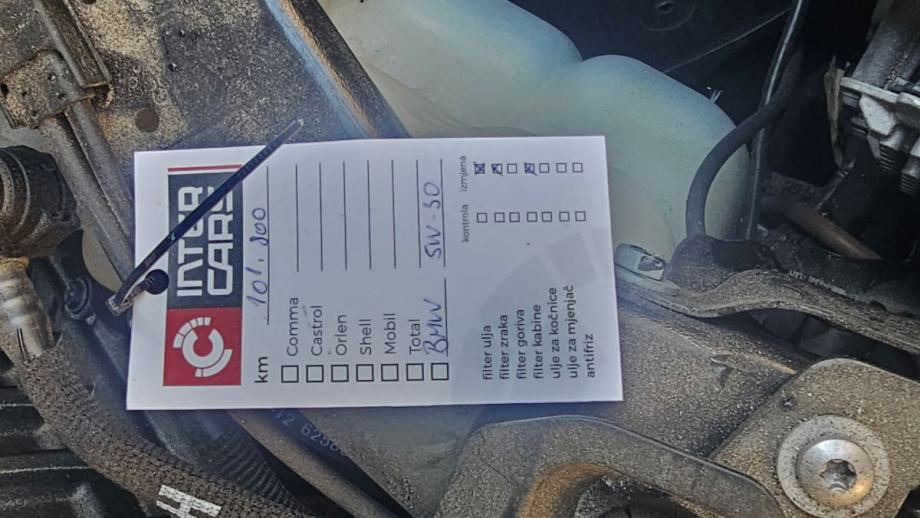 INTER
CARS
km 101.800
Comma
Castrol
Orlen
Shell
Mobil
Total
BMW 5W-30
kontrola izmjena
filter ulja
filter zraka
filter goriva
filter kabine
ulje za kočnice
ulje za mjenjač
antifriz